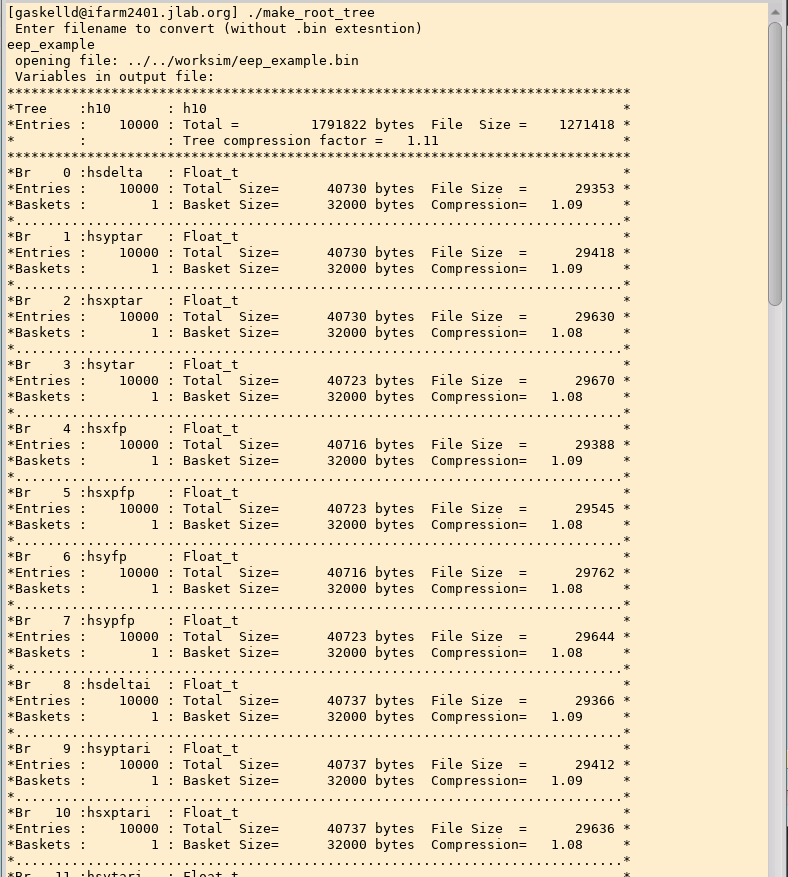 [gaskelld@ifarm2401.jlab.org] ./make_root_tree
 Enter filename to convert (without .bin extesntion)
eep_example
 opening file: ../../worksim/eep_example.bin
 Variables in output file:
******************************************************************************
*Tree    :h10       : h10                                                    *
*Entries :    10000 : Total =         1791822 bytes  File  Size =    1271418 *
*        :          : Tree compression factor =   1.11                       *
******************************************************************************
*Br    0 :hsdelta   : Float_t                                                *
*Entries :    10000 : Total  Size=      40730 bytes  File Size  =      29353 *
*Baskets :        1 : Basket Size=      32000 bytes  Compression=   1.09     *
*............................................................................*
*Br    1 :hsyptar   : Float_t                                                *
*Entries :    10000 : Total  Size=      40730 bytes  File Size  =      29418 *
*Baskets :        1 : Basket Size=      32000 bytes  Compression=   1.09     *
*............................................................................*
*Br    2 :hsxptar   : Float_t                                                *
*Entries :    10000 : Total  Size=      40730 bytes  File Size  =      29630 *
*Baskets :        1 : Basket Size=      32000 bytes  Compression=   1.08     *
*............................................................................*
*Br    3 :hsytar    : Float_t                                                *
*Entries :    10000 : Total  Size=      40723 bytes  File Size  =      29670 *
*Baskets :        1 : Basket Size=      32000 bytes  Compression=   1.08     *
*............................................................................*
*Br    4 :hsxfp     : Float_t                                                *
*Entries :    10000 : Total  Size=      40716 bytes  File Size  =      29388 *
*Baskets :        1 : Basket Size=      32000 bytes  Compression=   1.09     *
*............................................................................*
*Br    5 :hsxpfp    : Float_t                                                *
*Entries :    10000 : Total  Size=      40723 bytes  File Size  =      29545 *
*Baskets :        1 : Basket Size=      32000 bytes  Compression=   1.08     *
*............................................................................*
*Br    6 :hsyfp     : Float_t                                                *
*Entries :    10000 : Total  Size=      40716 bytes  File Size  =      29762 *
*Baskets :        1 : Basket Size=      32000 bytes  Compression=   1.08     *
*............................................................................*
*Br    7 :hsypfp    : Float_t                                                *
*Entries :    10000 : Total  Size=      40723 bytes  File Size  =      29644 *
*Baskets :        1 : Basket Size=      32000 bytes  Compression=   1.08     *
*............................................................................*
*Br    8 :hsdeltai  : Float_t                                                *
*Entries :    10000 : Total  Size=      40737 bytes  File Size  =      29366 *
*Baskets :        1 : Basket Size=      32000 bytes  Compression=   1.09     *
*............................................................................*
*Br    9 :hsyptari  : Float_t                                                *
*Entries :    10000 : Total  Size=      40737 bytes  File Size  =      29412 *
*Baskets :        1 : Basket Size=      32000 bytes  Compression=   1.09     *
*............................................................................*
*Br   10 :hsxptari  : Float_t                                                *
*Entries :    10000 : Total  Size=      40737 bytes  File Size  =      29636 *
*Baskets :        1 : Basket Size=      32000 bytes  Compression=   1.08     *
*............................................................................*
*Br   11 :hsytari   : Float_t                                                *